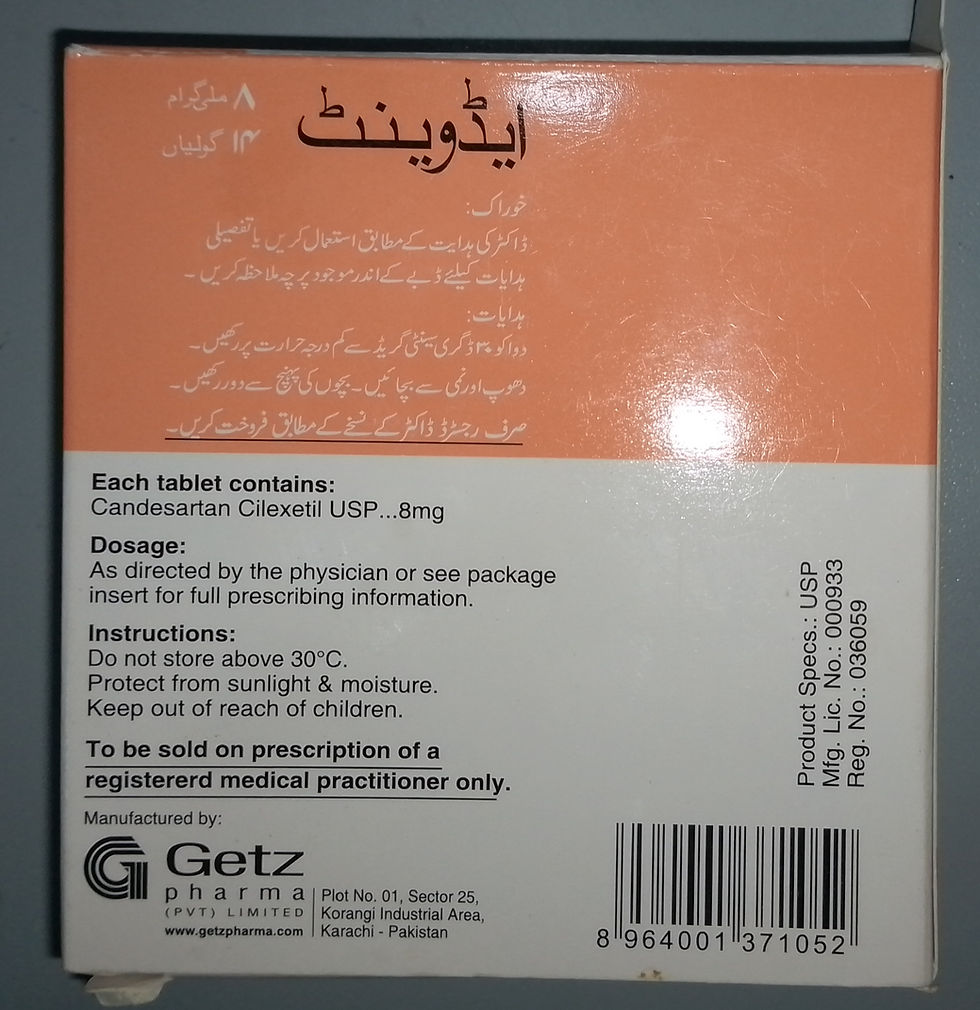 ایڈوینٹ
۸ ملی گرام
۱۴ گولیاں
خوراک:
ڈاکٹر کی ہدایت کے مطابق استعمال کریں یا تفصیلی
ہدایات کیلئے ڈبے کے اندر موجود پرچہ ملاحظہ کریں ۔
ہدایات:
دوا کو ۳۰ ڈگری سینٹی گریڈ سے کم درجہ حرارت پر رکھیں۔
دھوپ اور نمی سے بچائیں۔ بچوں کی پہنچ سے دور رکھیں۔
صرف رجسٹرڈ ڈاکٹر کے نسخے کے مطابق فروخت کریں۔
Each tablet contains:
Candesartan Cilexetil USP...8mg
Dosage:
As directed by the physician or see package
insert for full prescribing information.
Instructions:
Do not store above 30°C.
Protect from sunlight & moisture.
Keep out of reach of children.
To be sold on prescription of a
registererd medical practitioner only.
Manufactured by:
Getz
pharma
(PVT) LIMITED
www.getzpharma.com
Plot No. 01, Sector 25,
Korangi Industrial Area,
Karachi - Pakistan
Product Specs.: USP
Mfg. Lic. No.: 000933
Reg. No.: 036059
8 964001 371052